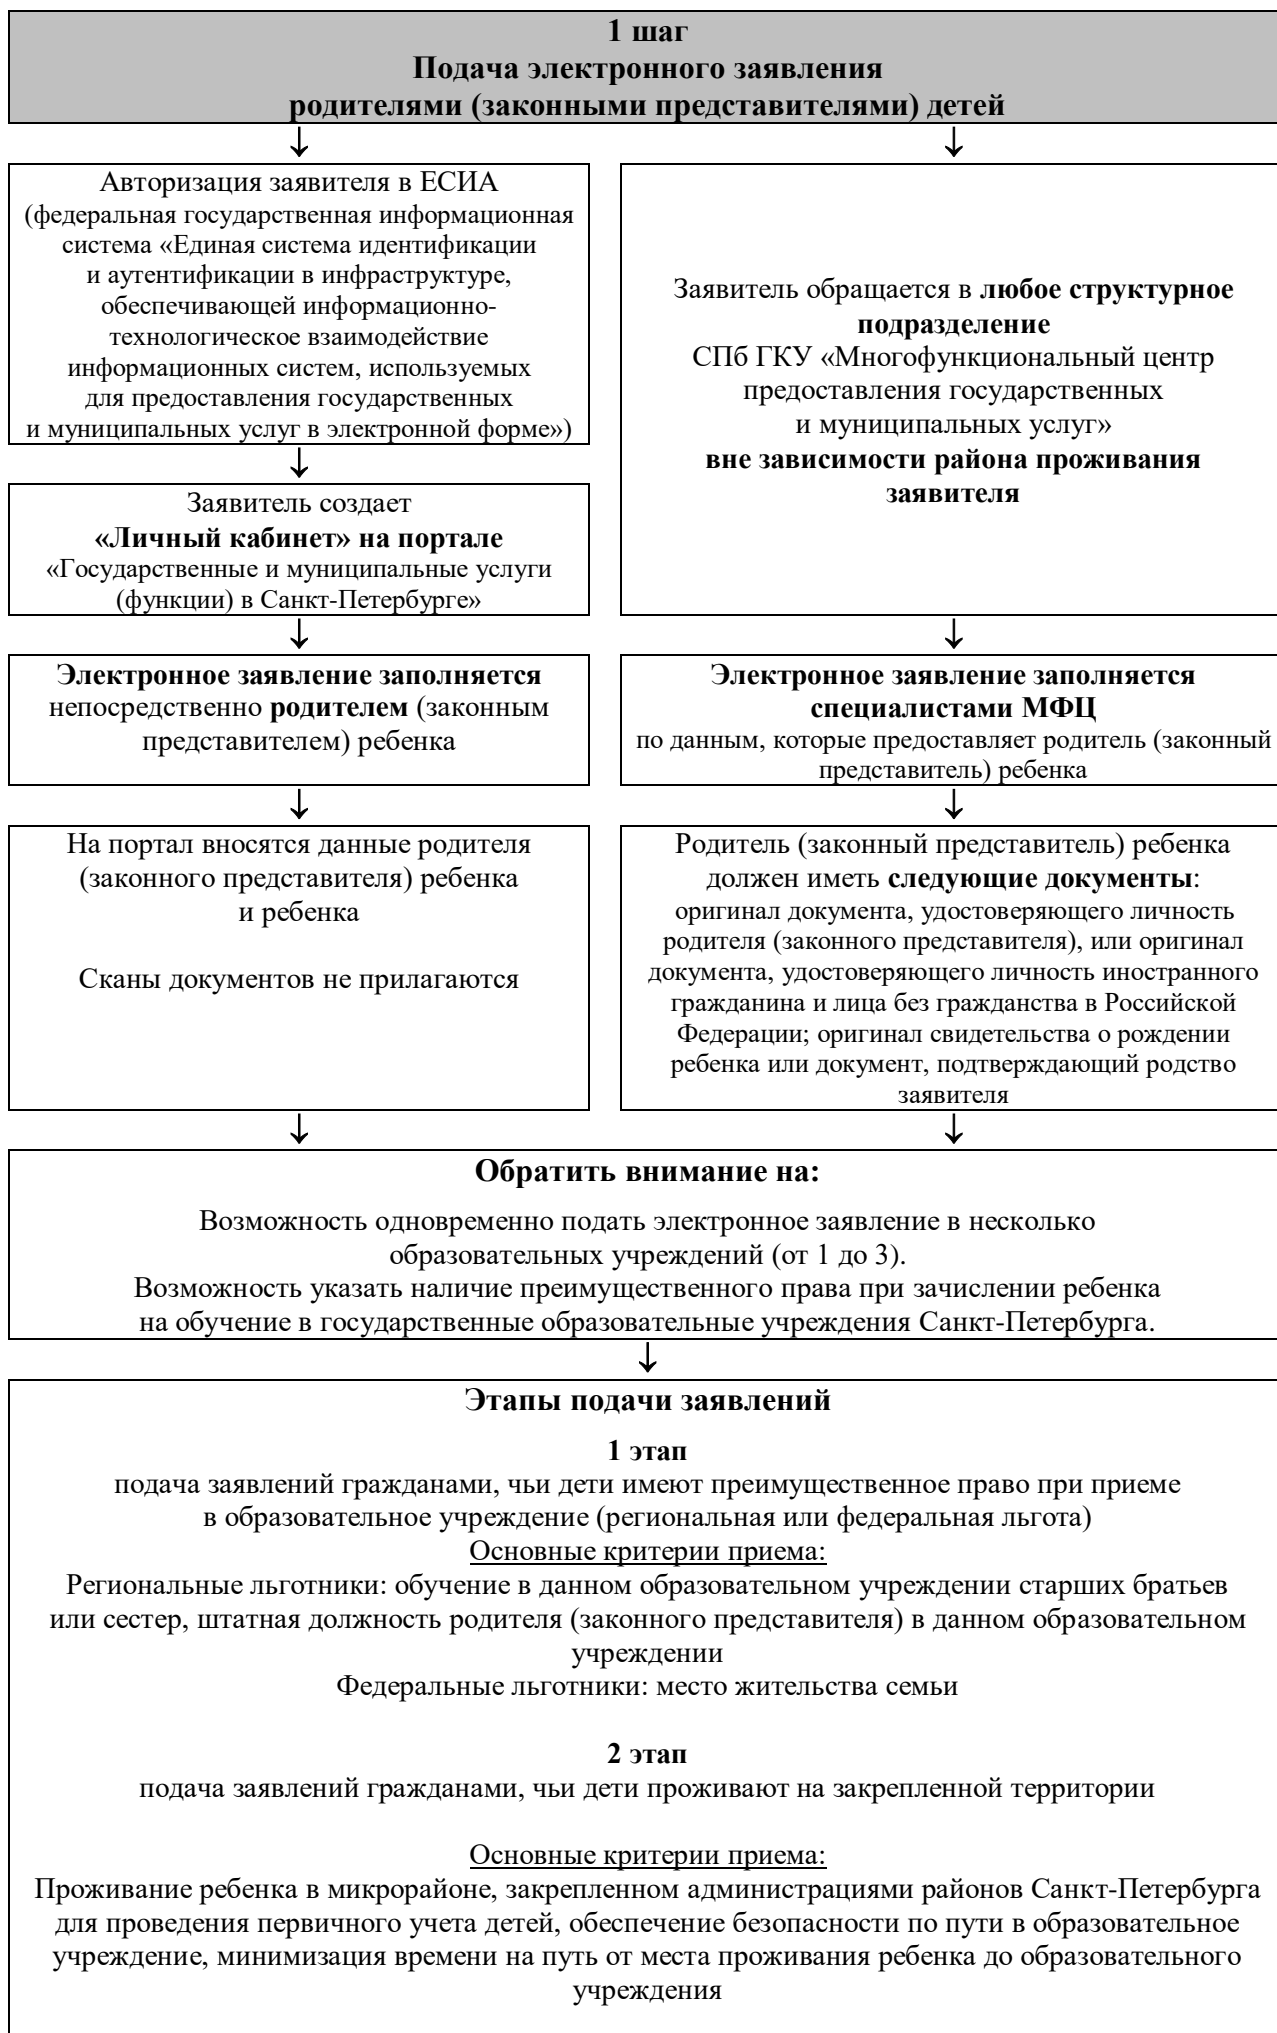 1 шаг
Подача электронного заявления
родителями (законными представителями) детей
↓
↓
Авторизация заявителя в ЕСИА
(федеральная государственная информационная
система «Единая система идентификации
и аутентификации в инфраструктуре,
обеспечивающей информационно-
технологическое взаимодействие
информационных систем, используемых
для предоставления государственных
и муниципальных услуг в электронной форме»)
↓
Заявитель создает
«Личный кабинет» на портале
«Государственные и муниципальные услуги
(функции) в Санкт-Петербурге»
Заявитель обращается в любое структурное
подразделение
СПб ГКУ «Многофункциональный центр
предоставления государственных
и муниципальных услуг»
вне зависимости района проживания
заявителя
↓
↓
Электронное заявление заполняется
непосредственно родителем (законным
представителем) ребенка
Электронное заявление заполняется
специалистами МФЦ
по данным, которые предоставляет родитель (законный
представитель) ребенка
↓
↓
На портал вносятся данные родителя
(законного представителя) ребенка
и ребенка
Сканы документов не прилагаются
Родитель (законный представитель) ребенка
должен иметь следующие документы:
оригинал документа, удостоверяющего личность
родителя (законного представителя), или оригинал
документа, удостоверяющего личность иностранного
гражданина и лица без гражданства в Российской
Федерации; оригинал свидетельства о рождении
ребенка или документ, подтверждающий родство
заявителя
↓
↓
Обратить внимание на:
Возможность одновременно подать электронное заявление в несколько
образовательных учреждений (от 1 до 3).
Возможность указать наличие преимущественного права при зачислении ребенка
на обучение в государственные образовательные учреждения Санкт-Петербурга.
↓
Этапы подачи заявлений
1 этап
подача заявлений гражданами, чьи дети имеют преимущественное право при приеме
в образовательное учреждение (региональная или федеральная льгота)
Основные критерии приема:
Региональные льготники: обучение в данном образовательном учреждении старших братьев
или сестер, штатная должность родителя (законного представителя) в данном образовательном
учреждении
Федеральные льготники: место жительства семьи
2 этап
подача заявлений гражданами, чьи дети проживают на закрепленной территории
Основные критерии приема:
Проживание ребенка в микрорайоне, закрепленном администрациями районов Санкт-Петербурга
для проведения первичного учета детей, обеспечение безопасности по пути в образовательное
учреждение, минимизация времени на путь от места проживания ребенка до образовательного
учреждения